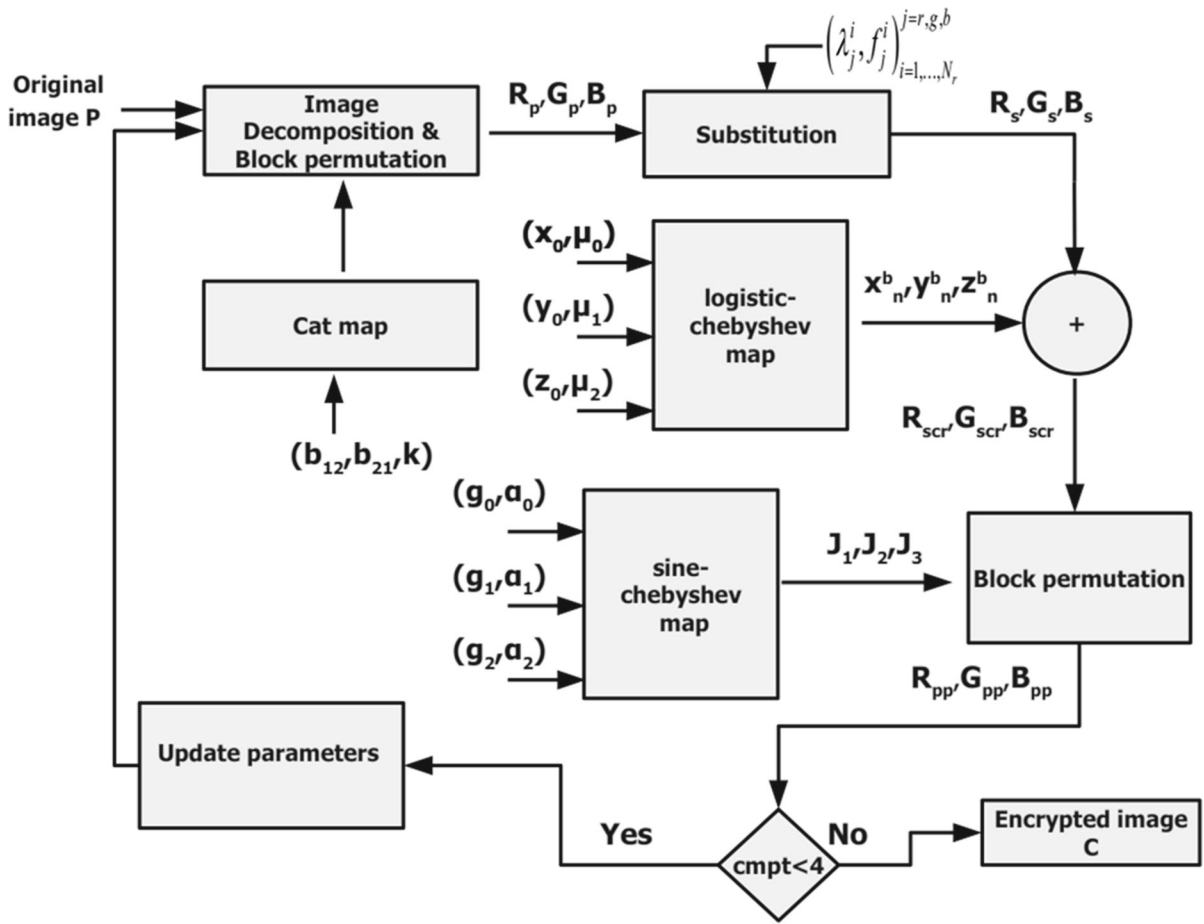 Original
image P
Image
Decomposition &
Block permutation
R_p,G_p,B_p
Substitution
(λ_j^i, f_j^i)_{i=1,...,N_r}^{j=r,g,b}
R_s,G_s,B_s
Cat map
(b_12,b_21,k)
(x_0,μ_0)
(y_0,μ_1)
(z_0,μ_2)
logistic-
chebyshev
map
x^b_n,y^b_n,z^b_n
+
R_scr,G_scr,B_scr
(g_0,α_0)
(g_1,α_1)
(g_2,α_2)
sine-
chebyshev
map
J_1,J_2,J_3
Block permutation
R_pp,G_pp,B_pp
Update parameters
Yes
cmpt<4
No
Encrypted image
C